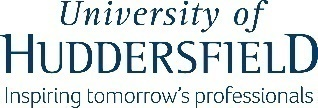 University of
HUDDERSFIELD
Inspiring tomorrow's professionals